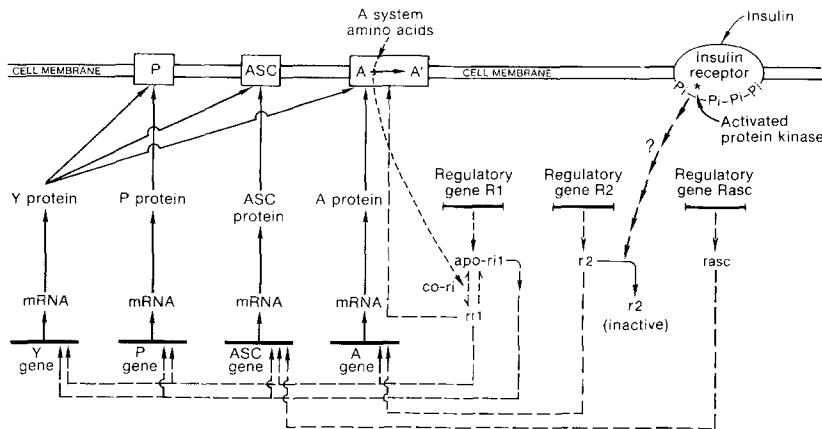 A system
amino acids
Insulin
CELL MEMBRANE
P
ASC
A
A'
CELL MEMBRANE
Insulin
receptor
*
Pi
Pi-Pi-Pi
Activated
protein kinase
?
Regulatory
gene R1
Regulatory
gene R2
Regulatory
gene Rasc
Y protein
P protein
ASC
protein
A protein
apo-ri1
r2
rasc
co-ri
mRNA
mRNA
mRNA
mRNA
ri1
r2
(inactive)
Y
gene
P
gene
ASC
gene
A
gene